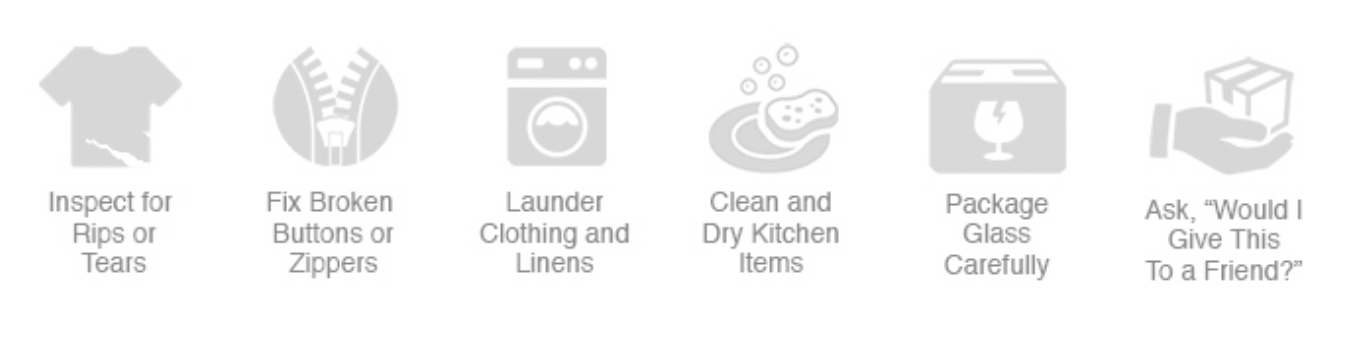 Inspect for
Rips or
Tears
Fix Broken
Buttons or
Zippers
Launder
Clothing and
Linens
Clean and
Dry Kitchen
Items
Package
Glass
Carefully
Ask, “Would I
Give This
To a Friend?”